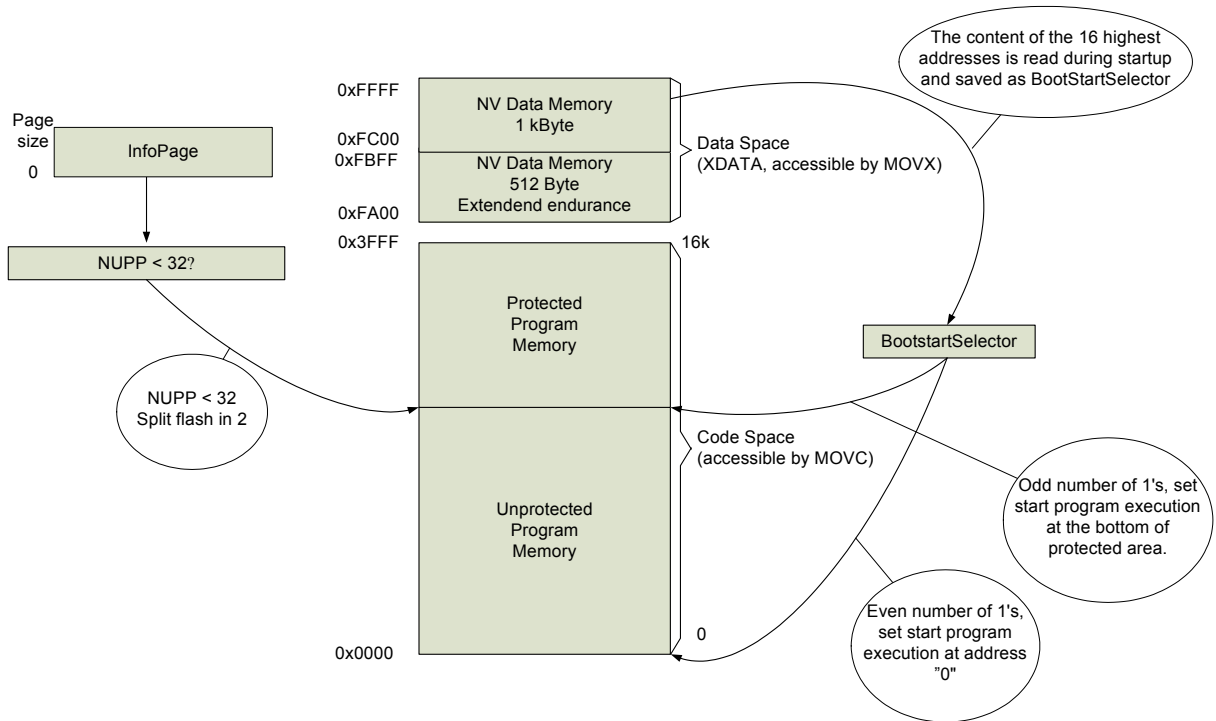 The content of the 16 highest
addresses is read during startup
and saved as BootStartSelector
Page
size
0
InfoPage
NUPP < 32?
NUPP < 32
Split flash in 2
0xFFFF
0xFC00
0xFBFF
0xFA00
0x3FFF
0x0000
NV Data Memory
1 kByte
NV Data Memory
512 Byte
Extendend endurance
Data Space
(XDATA, accessible by MOVX)
16k
Protected
Program
Memory
BootstartSelector
Code Space
(accessible by MOVC)
Unprotected
Program
Memory
0
Odd number of 1's, set
start program execution
at the bottom of
protected area.
Even number of 1's,
set start program
execution at address
”0"